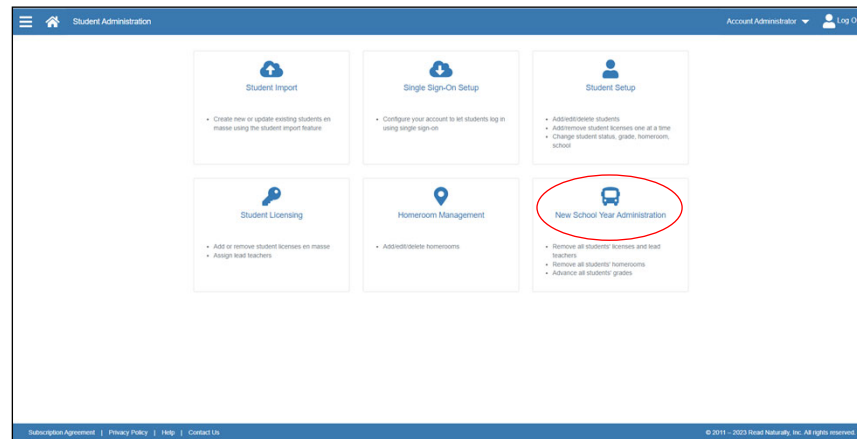 Student Administration
Account Administrator
Log O
Student Import
Create new or update existing students en
masse using the student import feature
Single Sign-On Setup
Configure your account to let students log in
using single sign-on
Student Setup
Add/edit/delete students
Add/remove student licenses one at a time
Change student status, grade, homeroom,
school
Student Licensing
Add or remove student licenses en masse
Assign lead teachers
Homeroom Management
Add/edit/delete homerooms
New School Year Administration
Remove all students' licenses and lead
teachers
Remove all students' homerooms
Advance all students' grades
Subscription Agreement | Privacy Policy | Help | Contact Us
© 2011 – 2023 Read Naturally, Inc. All rights reserved.